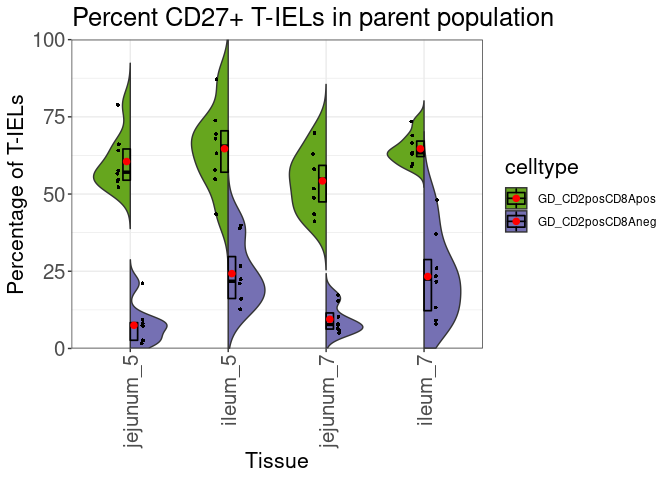 Percent CD27+ T-IELs in parent population
Percentage of T-IELs
100
75
50
25
0
jejunum_5
ileum_5
jejunum_7
ileum_7
Tissue
celltype
GD_CD2posCD8Apos
GD_CD2posCD8Aneg